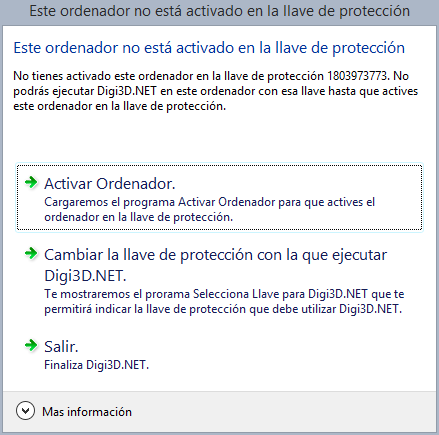 Este ordenador no está activado en la llave de protección
Este ordenador no está activado en la llave de protección
No tienes activado este ordenador en la llave de protección 1803973773. No
podrás ejecutar Digi3D.NET en este ordenador con esa llave hasta que actives
este ordenador en la llave de protección.
Activar Ordenador.
Cargaremos el programa Activar Ordenador para que actives el
ordenador en la llave de protección.
Cambiar la llave de protección con la que ejecutar
Digi3D.NET.
Te mostraremos el prorama Selecciona Llave para Digi3D.NET que te
permitirá indicar la llave de protección que debe utilizar Digi3D.NET.
Salir.
Finaliza Digi3D.NET.
Mas información